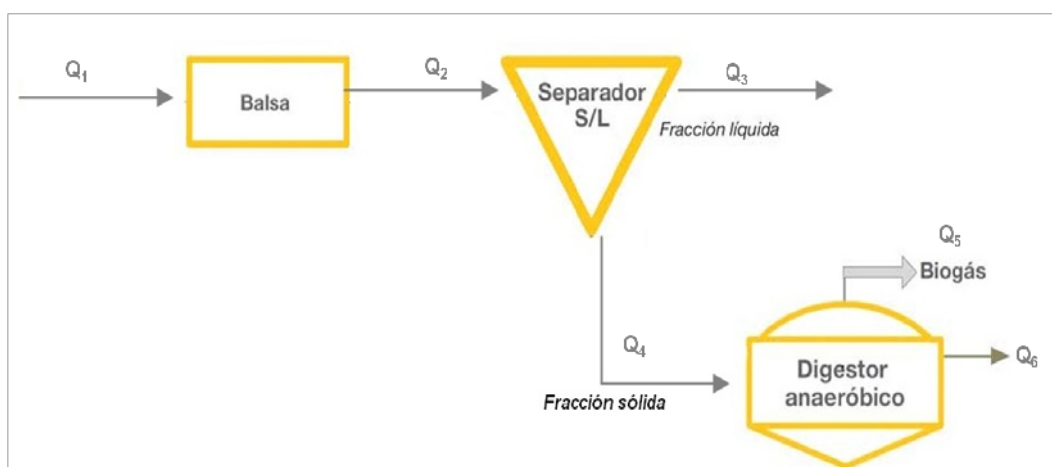 Q₁
Balsa
Q₂
Separador
S/L
Q₃
Fracción líquida
Q₄
Fracción sólida
Q₅
Biogás
Digestor
anaeróbico
Q₆